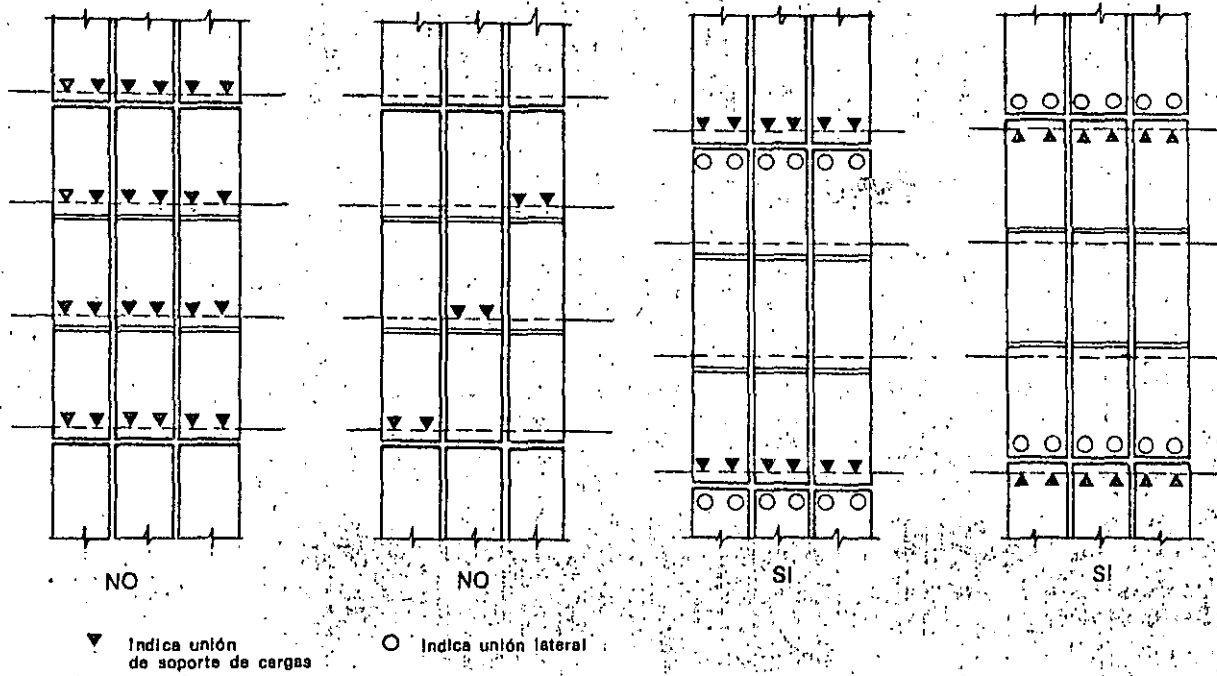 NO
NO
SI
SI
Indica unión
de soporte de cargas
Indica unión lateral